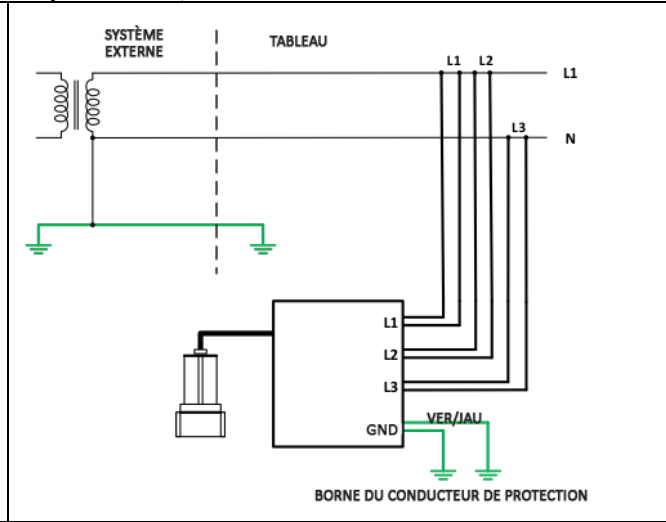 SYSTÈME
EXTERNE
TABLEAU
L1 L2
L1
L3
N
L1
L2
L3
VER/JAU
GND
BORNE DU CONDUCTEUR DE PROTECTION